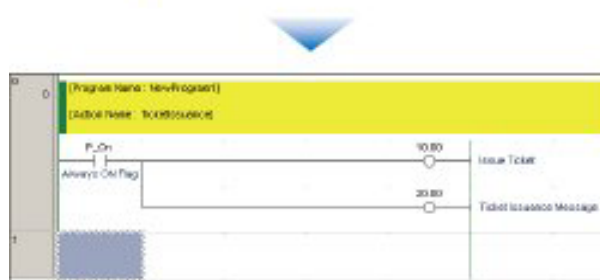 0
0
[Program Name : NewProgram1]
[Action Name : TicketIssuance]
P_On
Always ON Flag
10.00
Issue Ticket
20.00
Ticket Issuance Message
1